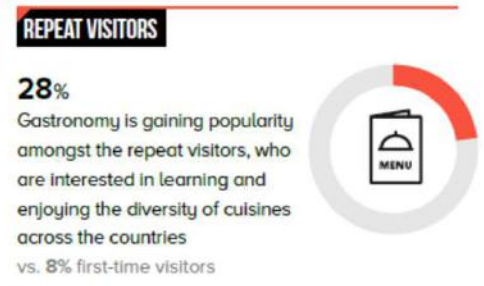 REPEAT VISITORS
28%
Gastronomy is gaining popularity
amongst the repeat visitors, who
are interested in learning and
enjoying the diversity of cuisines
across the countries
vs. 8% first-time visitors
MENU